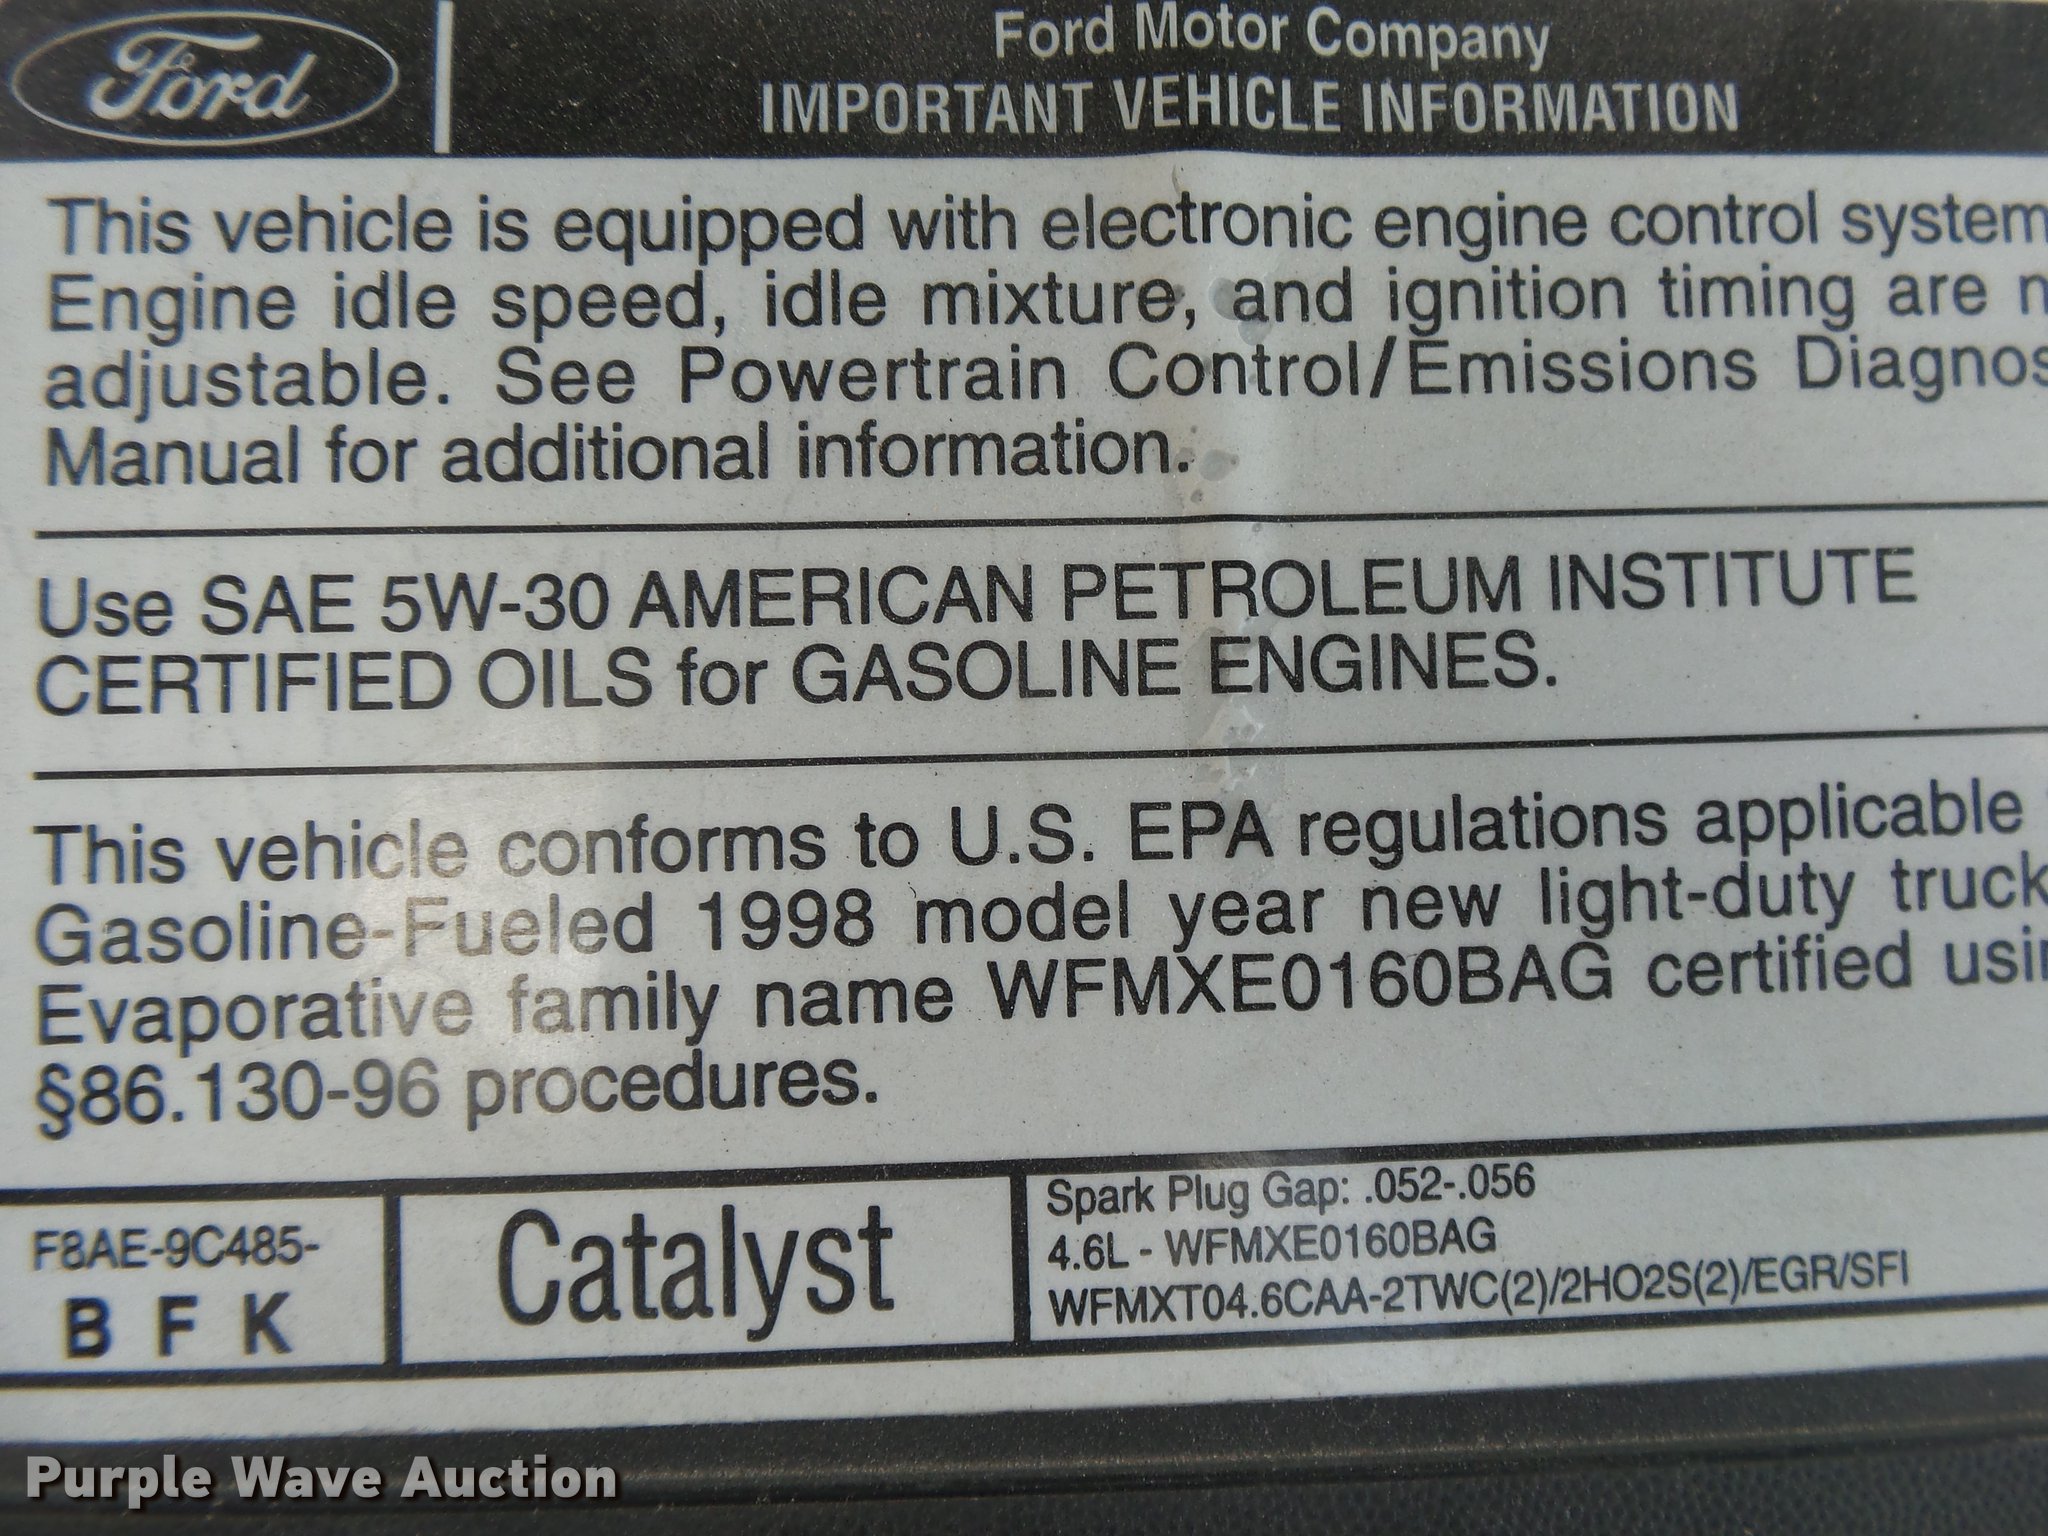 Ford
Ford Motor Company
IMPORTANT VEHICLE INFORMATION
This vehicle is equipped with electronic engine control system
Engine idle speed, idle mixture, and ignition timing are n
adjustable. See Powertrain Control/Emissions Diagnos
Manual for additional information.
Use SAE 5W-30 AMERICAN PETROLEUM INSTITUTE
CERTIFIED OILS for GASOLINE ENGINES.
This vehicle conforms to U.S. EPA regulations applicable
Gasoline-Fueled 1998 model year new light-duty truck
Evaporative family name WFMXE0160BAG certified usi
§86.130-96 procedures.
F8AE-9C485-
B F K
Catalyst
Spark Plug Gap: .052-.056
4.6L - WFMXE0160BAG
WFMXT04.6CAA-2TWC(2)/2HO2S(2)/EGR/SFI
Purple Wave Auction